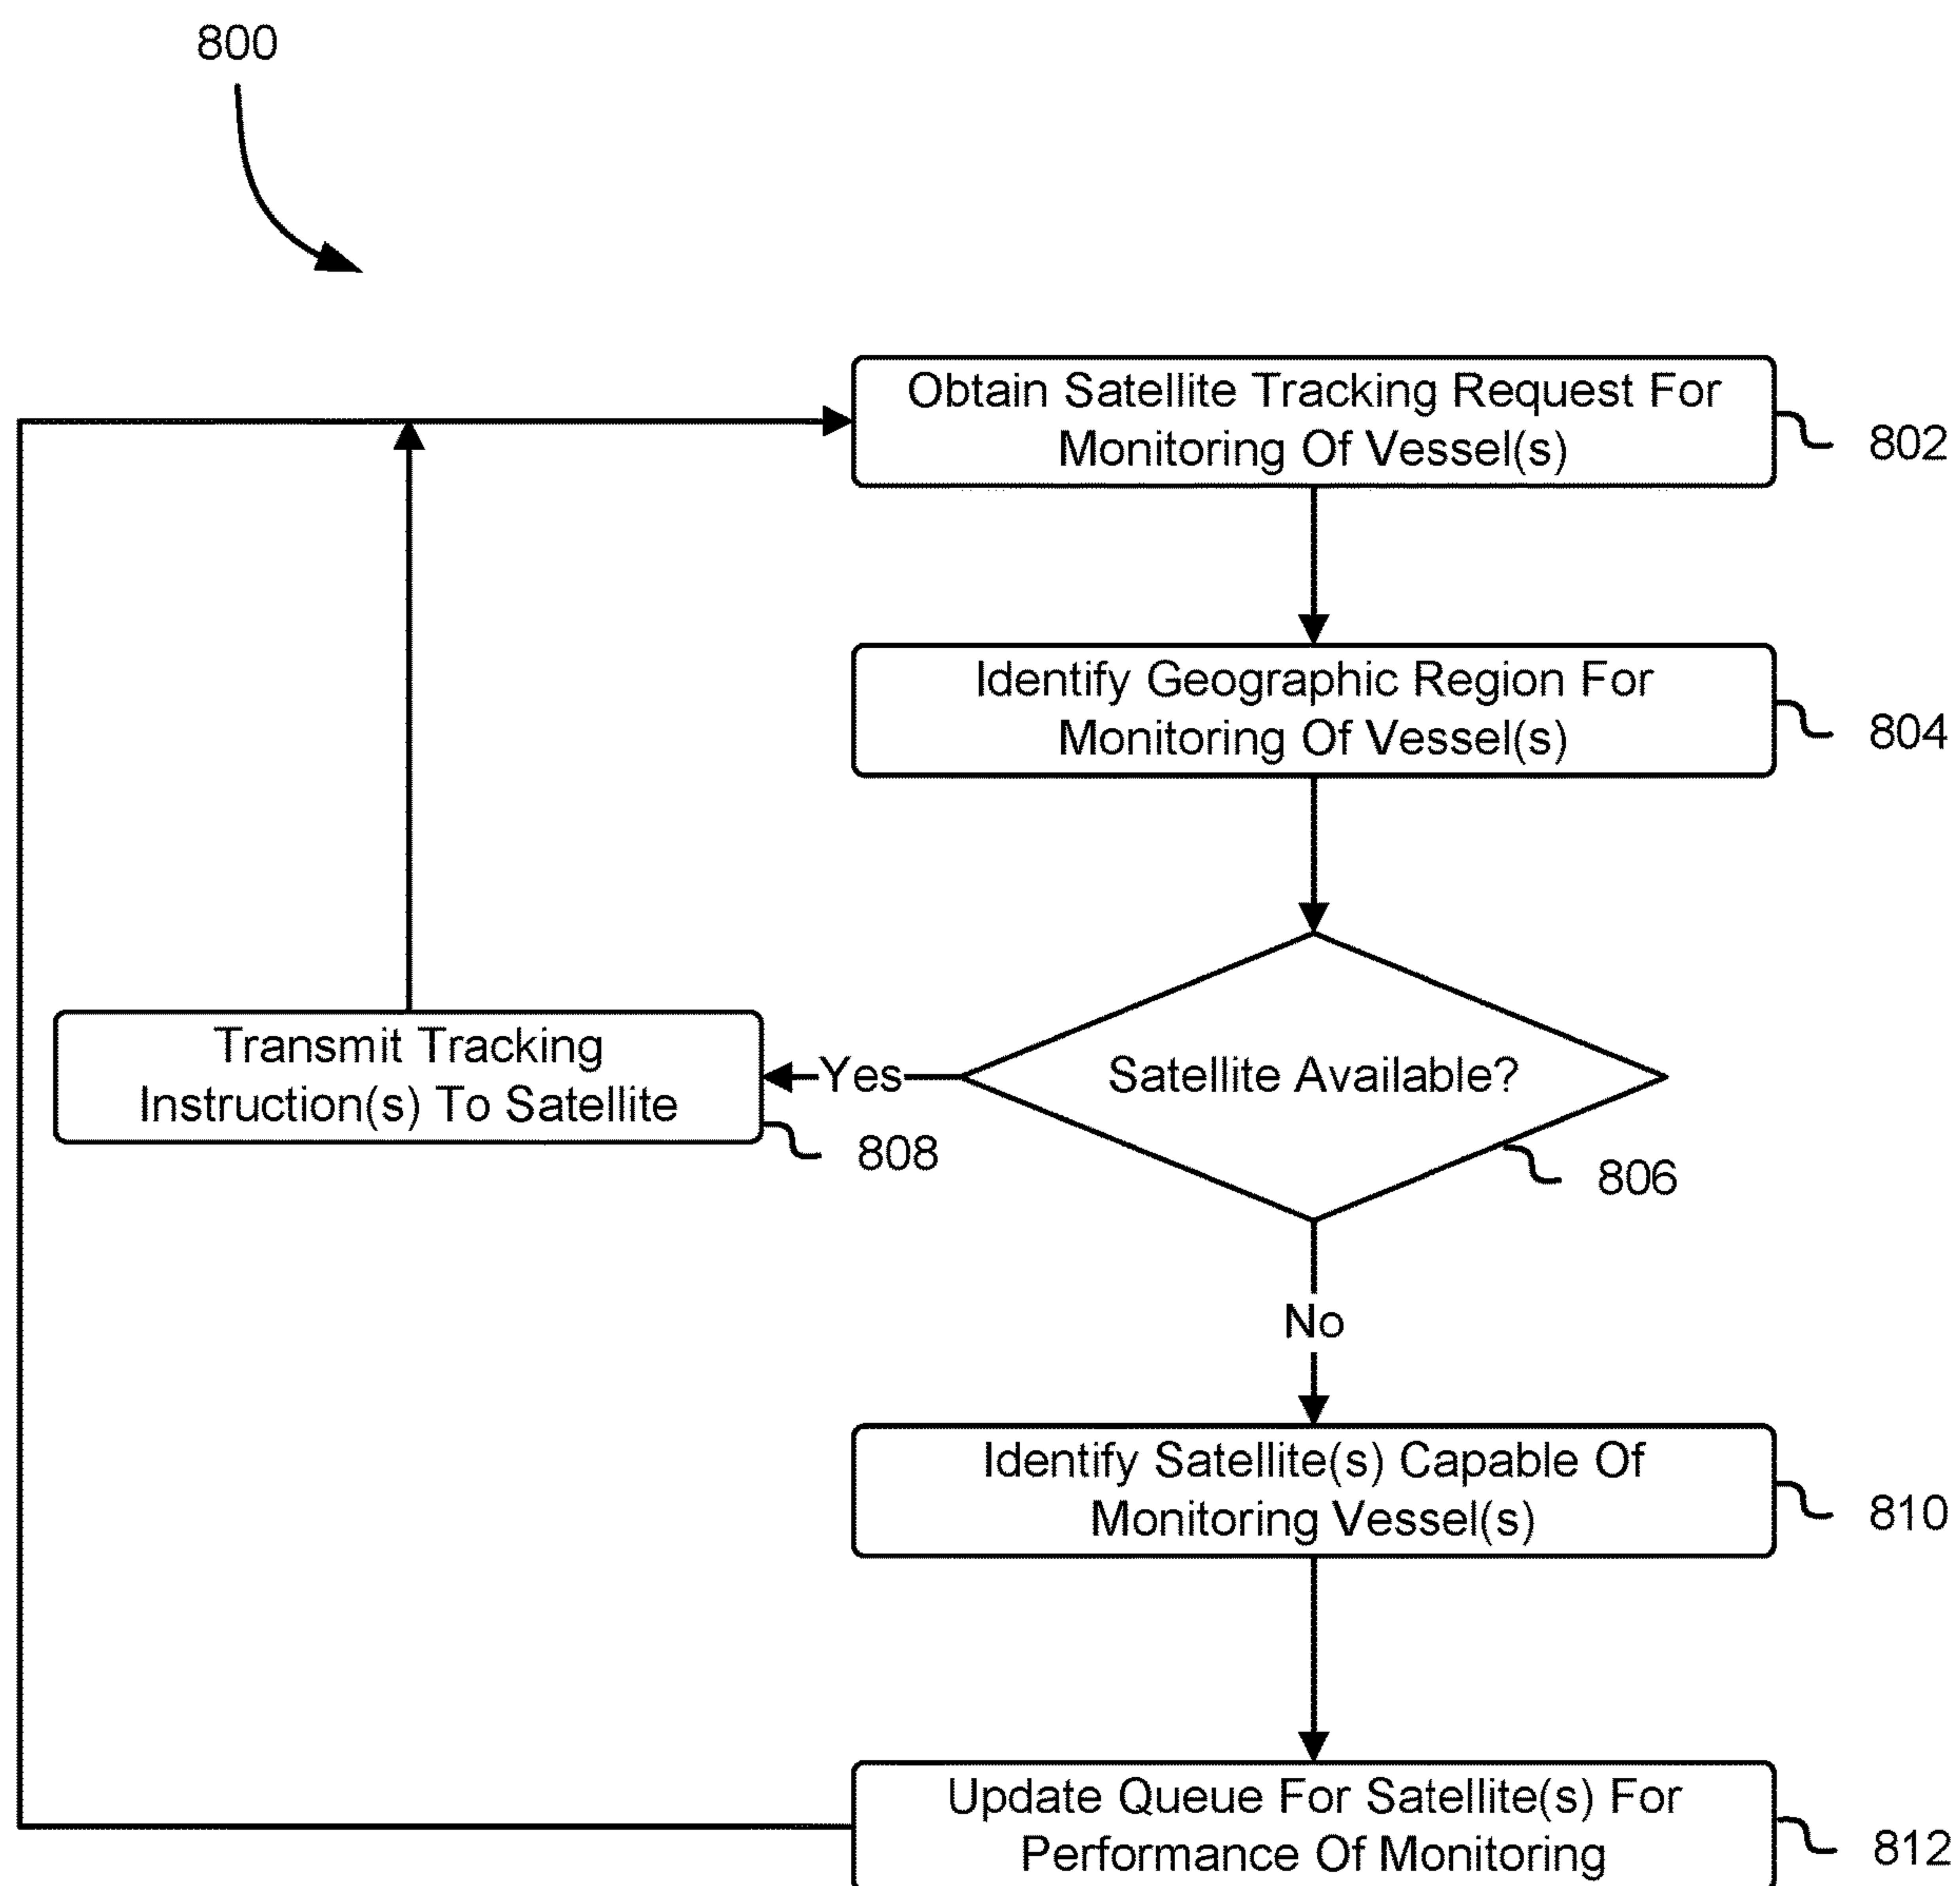 800
Obtain Satellite Tracking Request For
Monitoring Of Vessel(s)
802
Identify Geographic Region For
Monitoring Of Vessel(s)
804
Satellite Available?
806
Yes
Transmit Tracking
Instruction(s) To Satellite
808
No
Identify Satellite(s) Capable Of
Monitoring Vessel(s)
810
Update Queue For Satellite(s) For
Performance Of Monitoring
812